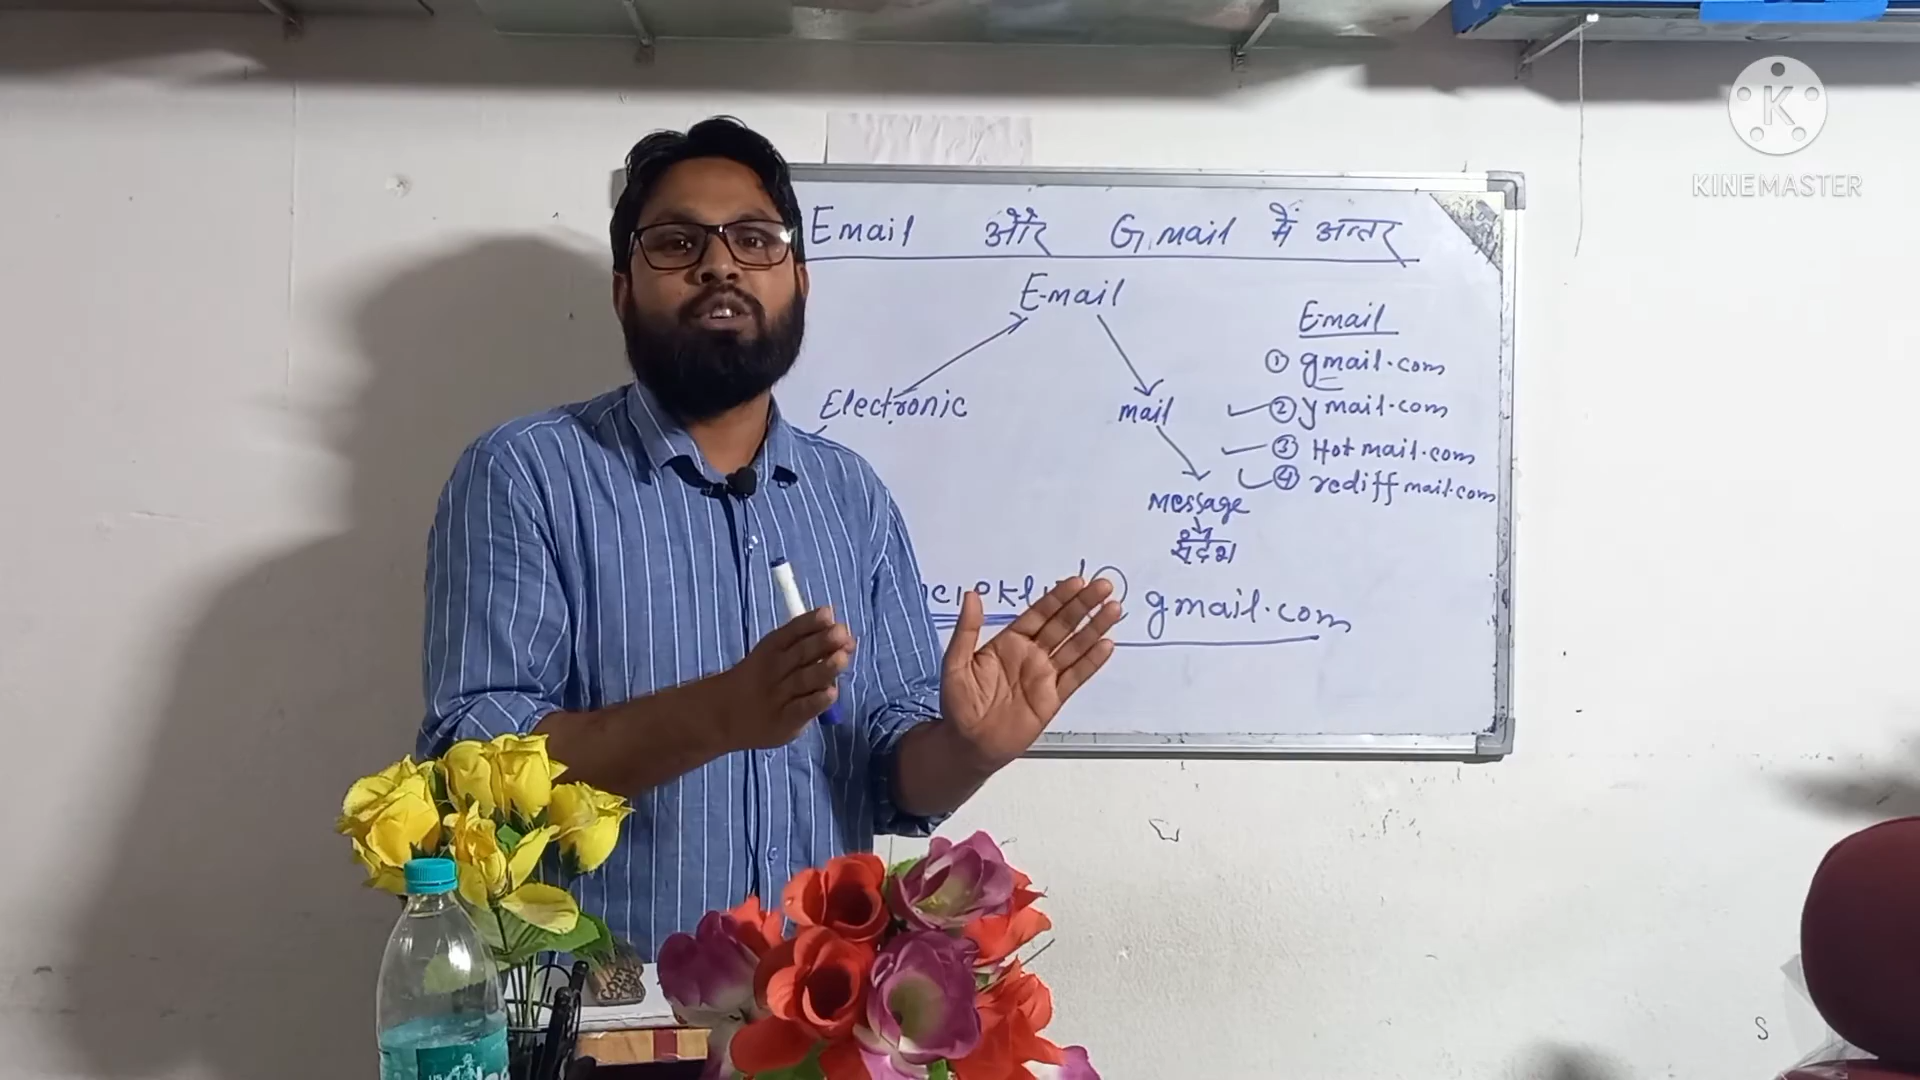 KINEMASTER
Email और Gmail में अन्तर
E-mail
Electronic
mail
Message
संदेश
Email
① gmail.com
② ymail.com
③ Hotmail.com
④ rediffmail.com
gmail.com